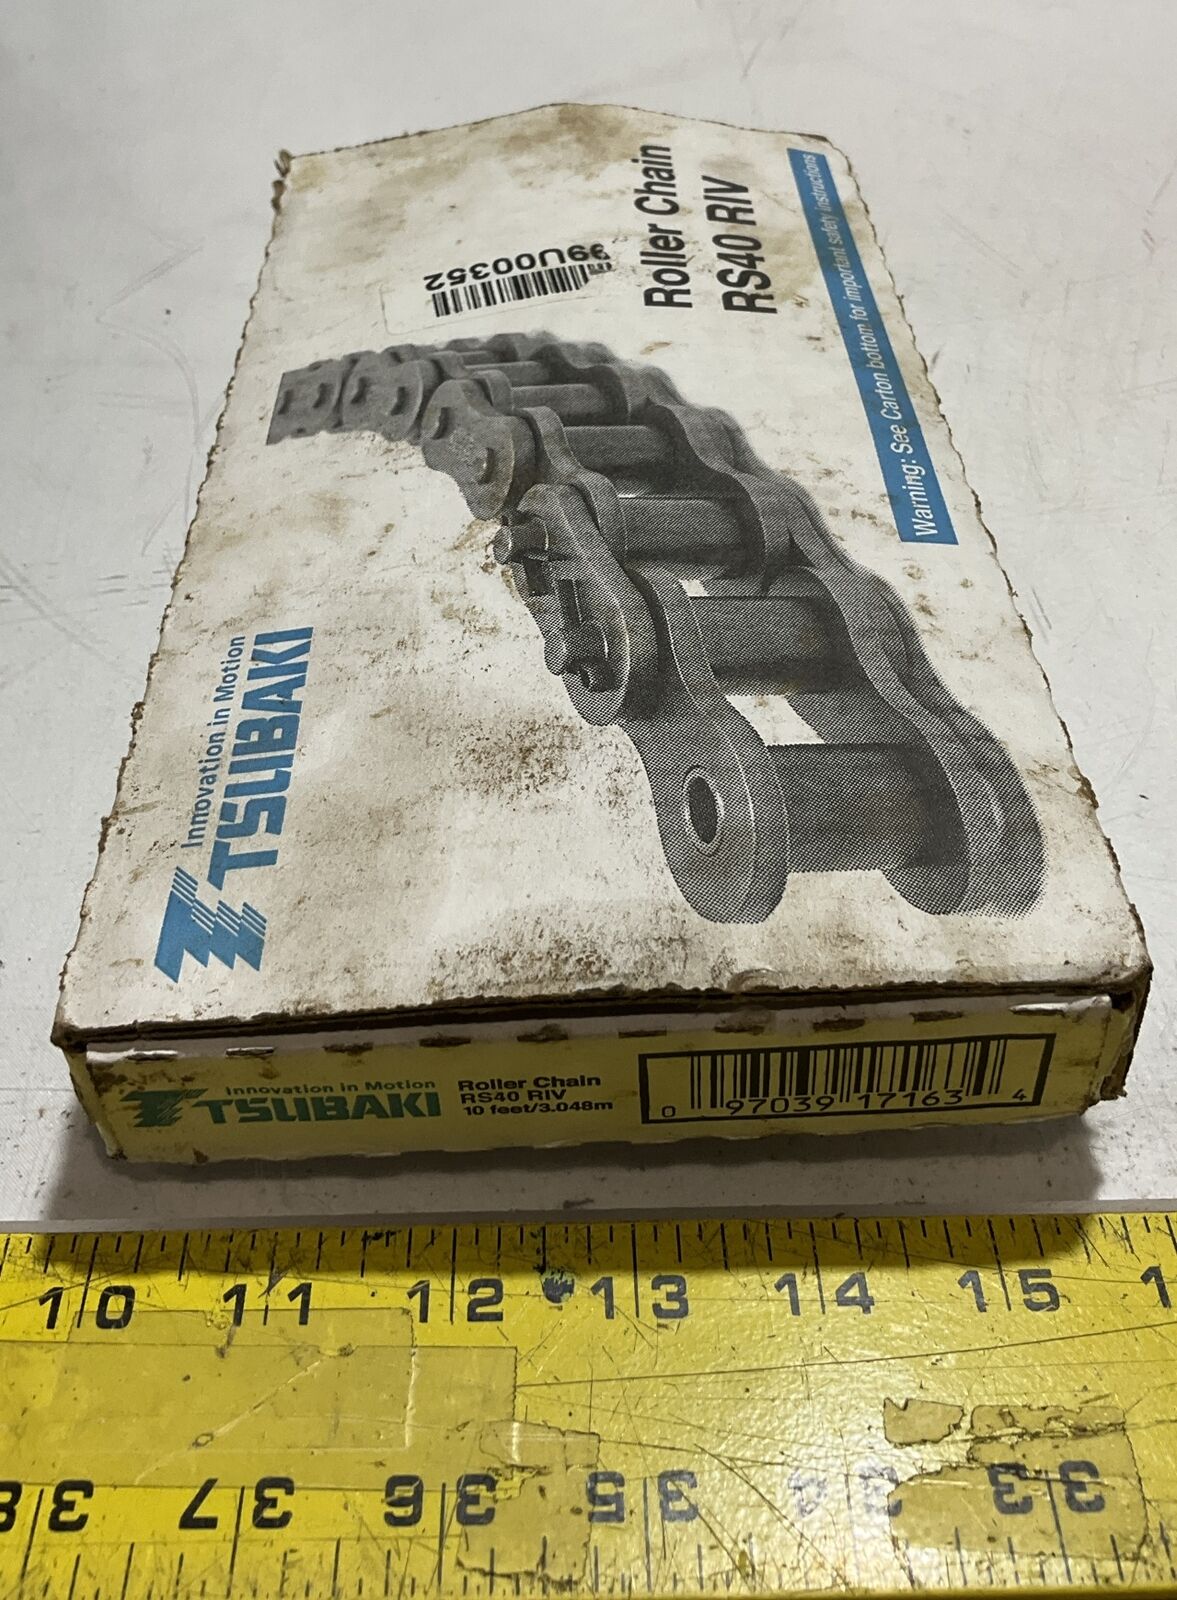 Roller Chain
RS40 RIV
99U00352
Warning: See Carton bottom for important safety instructions
Innovation in Motion
TSUBAKI
Innovation in Motion
TSUBAKI
Roller Chain
RS40 RIV
10 feet/3.048m
0 97039 17163 4
10 11 12 13 14 15 1
38 37 36 35 34 33